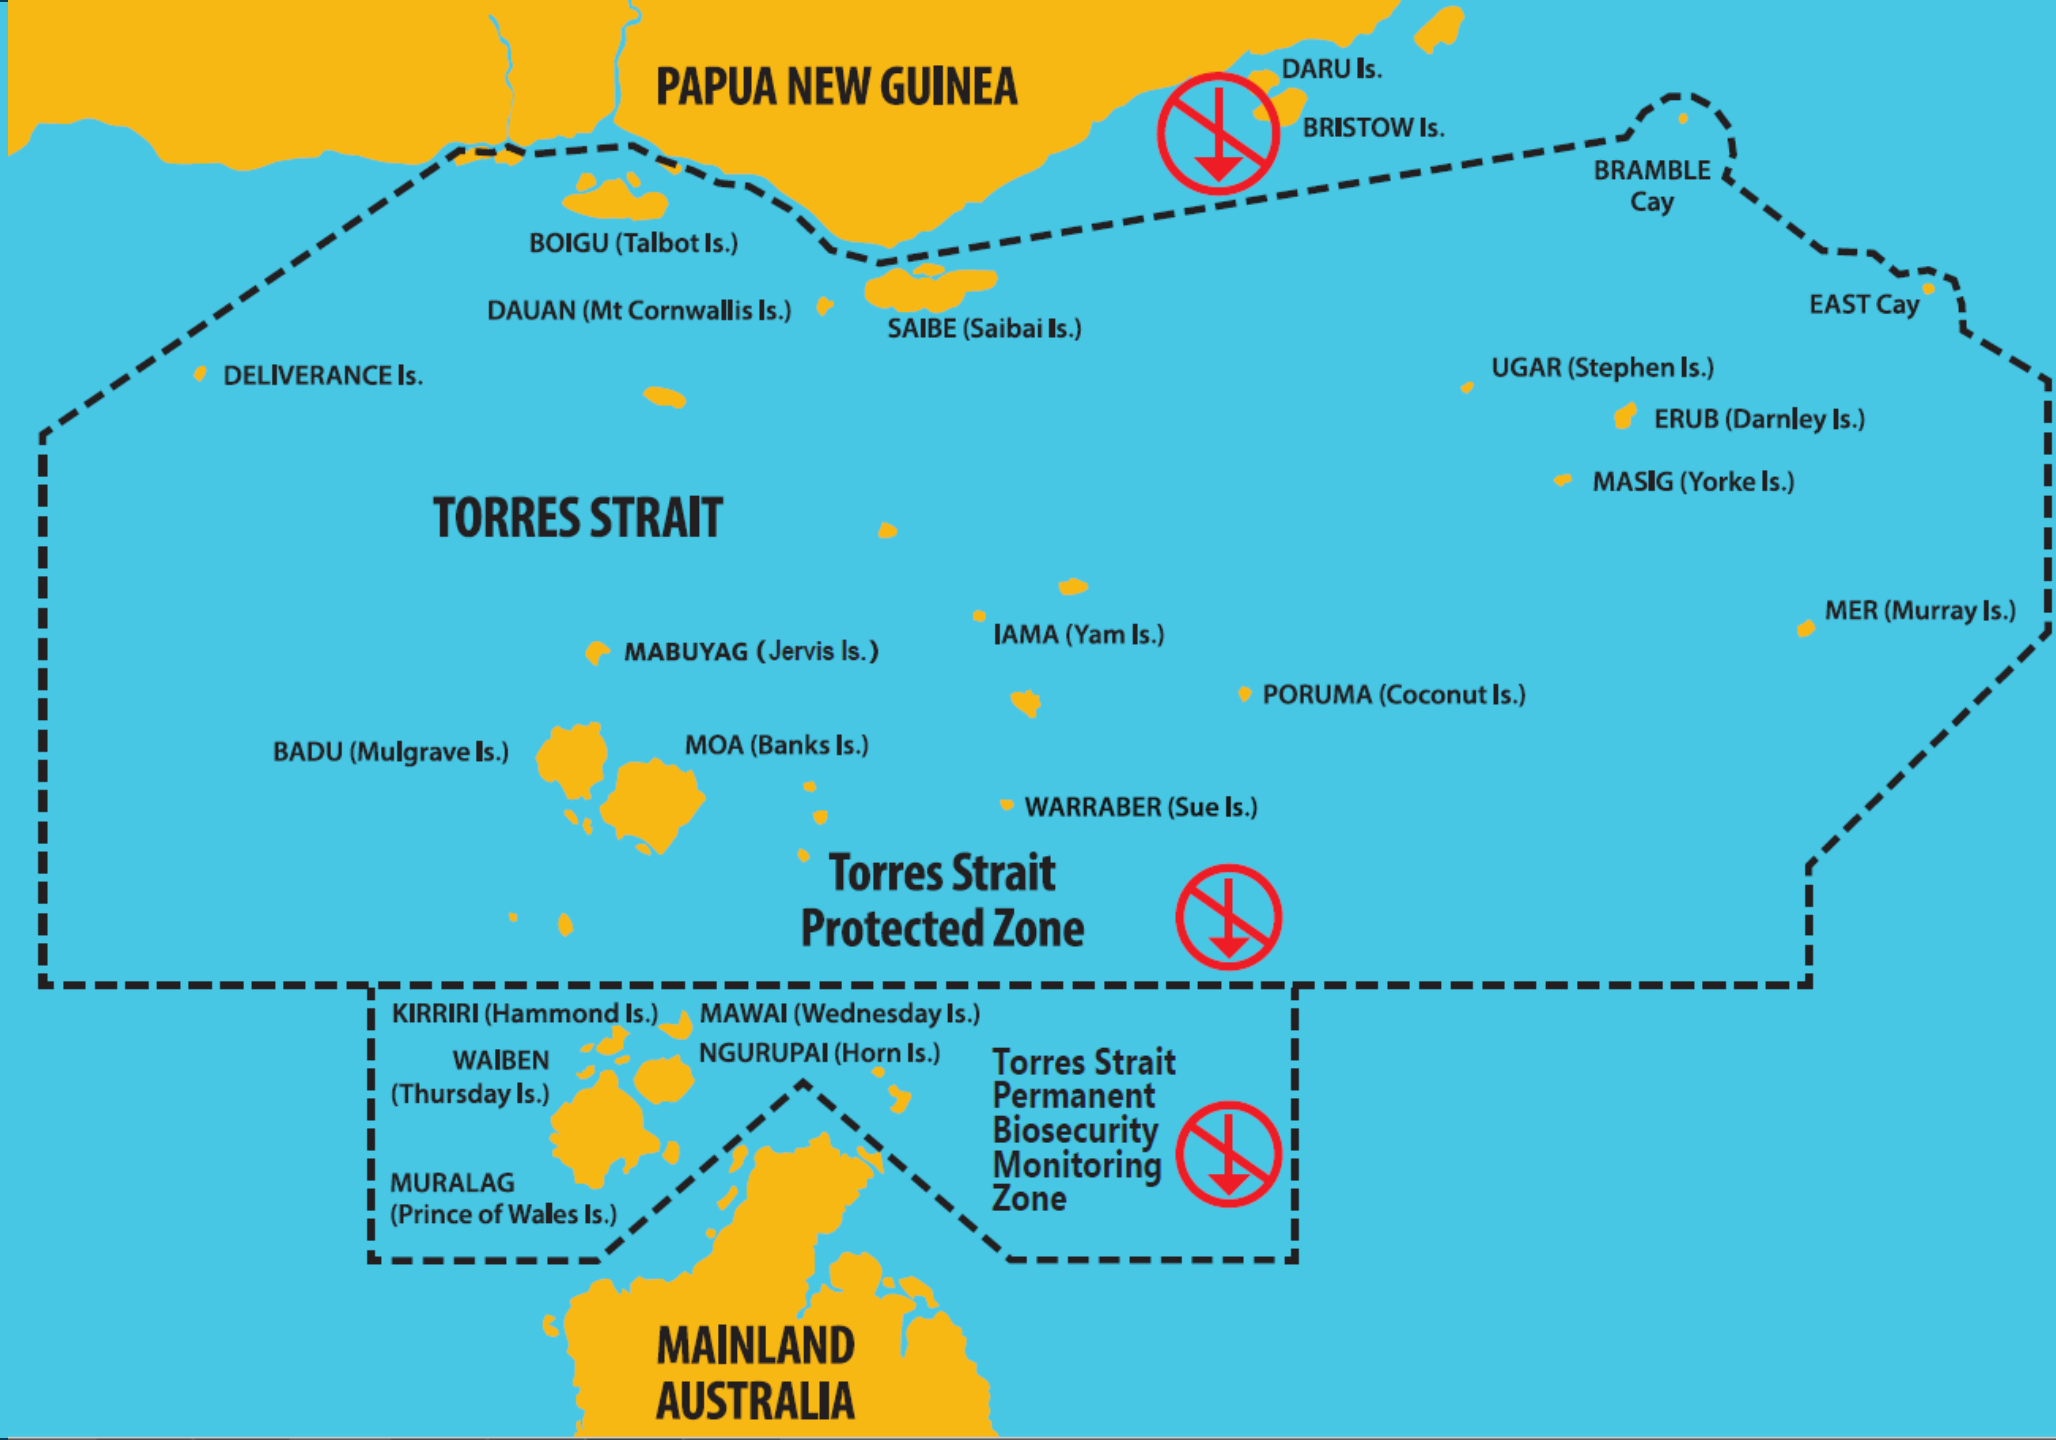 PAPUA NEW GUINEA
DARU Is.
BRISTOW Is.
BRAMBLE
Cay
BOIGU (Talbot Is.)
DAUAN (Mt Cornwallis Is.)
SAIBE (Saibai Is.)
EAST Cay
DELIVERANCE Is.
UGAR (Stephen Is.)
ERUB (Darnley Is.)
MASIG (Yorke Is.)
TORRES STRAIT
MER (Murray Is.)
IAMA (Yam Is.)
MABUYAG (Jervis Is.)
PORUMA (Coconut Is.)
BADU (Mulgrave Is.)
MOA (Banks Is.)
WARRABER (Sue Is.)
Torres Strait
Protected Zone
KIRRIRI (Hammond Is.)
MAWAI (Wednesday Is.)
WAIBEN
(Thursday Is.)
NGURUPAI (Horn Is.)
Torres Strait
Permanent
Biosecurity
Monitoring
Zone
MURALAG
(Prince of Wales Is.)
MAINLAND
AUSTRALIA